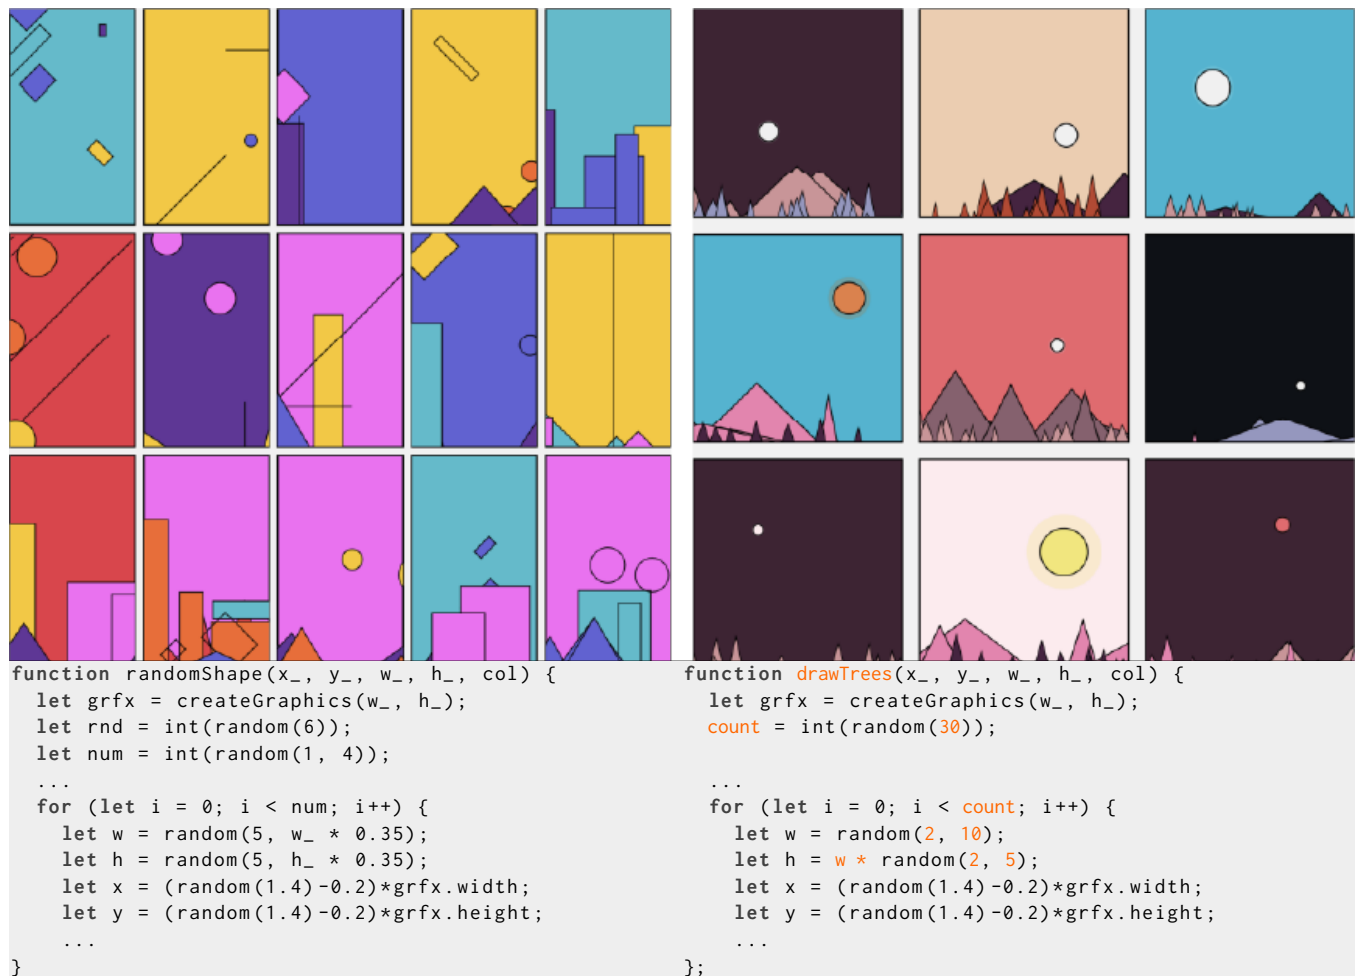 function randomShape(x_, y_, w_, h_, col) {
let grfx = createGraphics(w_, h_);
let rnd = int(random(6));
let num = int(random(1, 4));
...
for (let i = 0; i < num; i++) {
let w = random(5, w_ * 0.35);
let h = random(5, h_ * 0.35);
let x = (random(1.4)-0.2)*grfx.width;
let y = (random(1.4)-0.2)*grfx.height;
...
}
function drawTrees(x_, y_, w_, h_, col) {
let grfx = createGraphics(w_, h_);
count = int(random(30));
...
for (let i = 0; i < count; i++) {
let w = random(2, 10);
let h = w * random(2, 5);
let x = (random(1.4)-0.2)*grfx.width;
let y = (random(1.4)-0.2)*grfx.height;
...
};